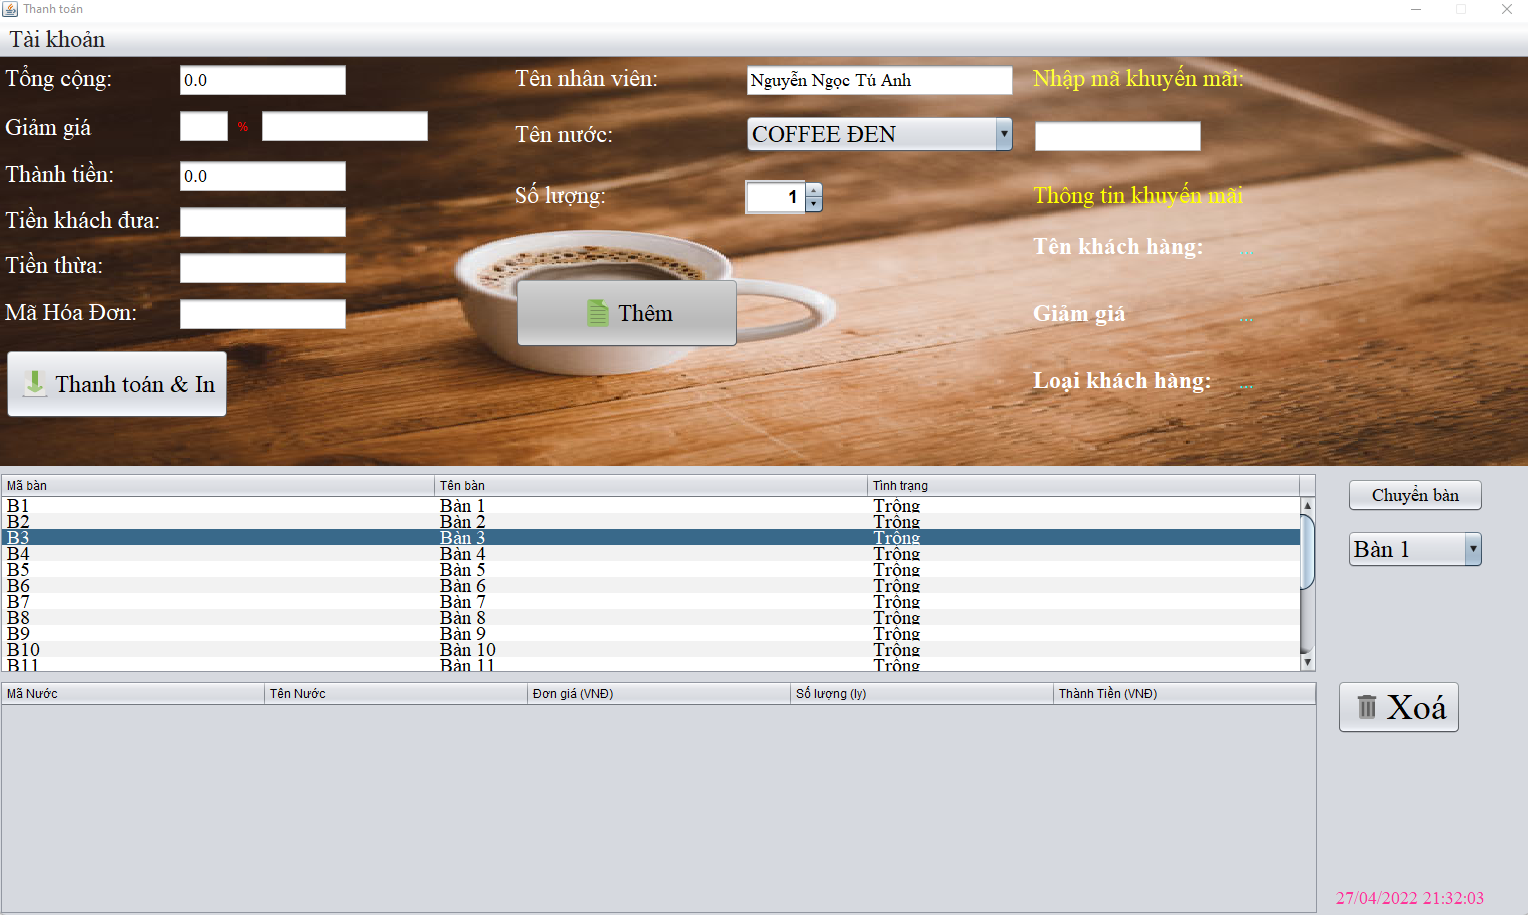 Thanh toán
Tài khoản
Tổng cộng:
0.0
Tên nhân viên:
Nguyễn Ngọc Tú Anh
Nhập mã khuyến mãi:
Giảm giá
%
Tên nước:
COFFEE ĐEN
Thành tiền:
0.0
Số lượng:
1
Thông tin khuyến mãi
Tiền khách đưa:
Tên khách hàng:
...
Tiền thừa:
Mã Hóa Đơn:
Thêm
Giảm giá
...
Thanh toán & In
Loại khách hàng:
...
Mã bàn Tên bàn Tình trạng
B1 Bàn 1 Trống
B2 Bàn 2 Trống
B3 Bàn 3 Trống
B4 Bàn 4 Trống
B5 Bàn 5 Trống
B6 Bàn 6 Trống
B7 Bàn 7 Trống
B8 Bàn 8 Trống
B9 Bàn 9 Trống
B10 Bàn 10 Trống
B11 Bàn 11 Trống
Chuyển bàn
Bàn 1
Mã Nước Tên Nước Đơn giá (VNĐ) Số lượng (ly) Thành Tiền (VNĐ)
Xoá
27/04/2022 21:32:03